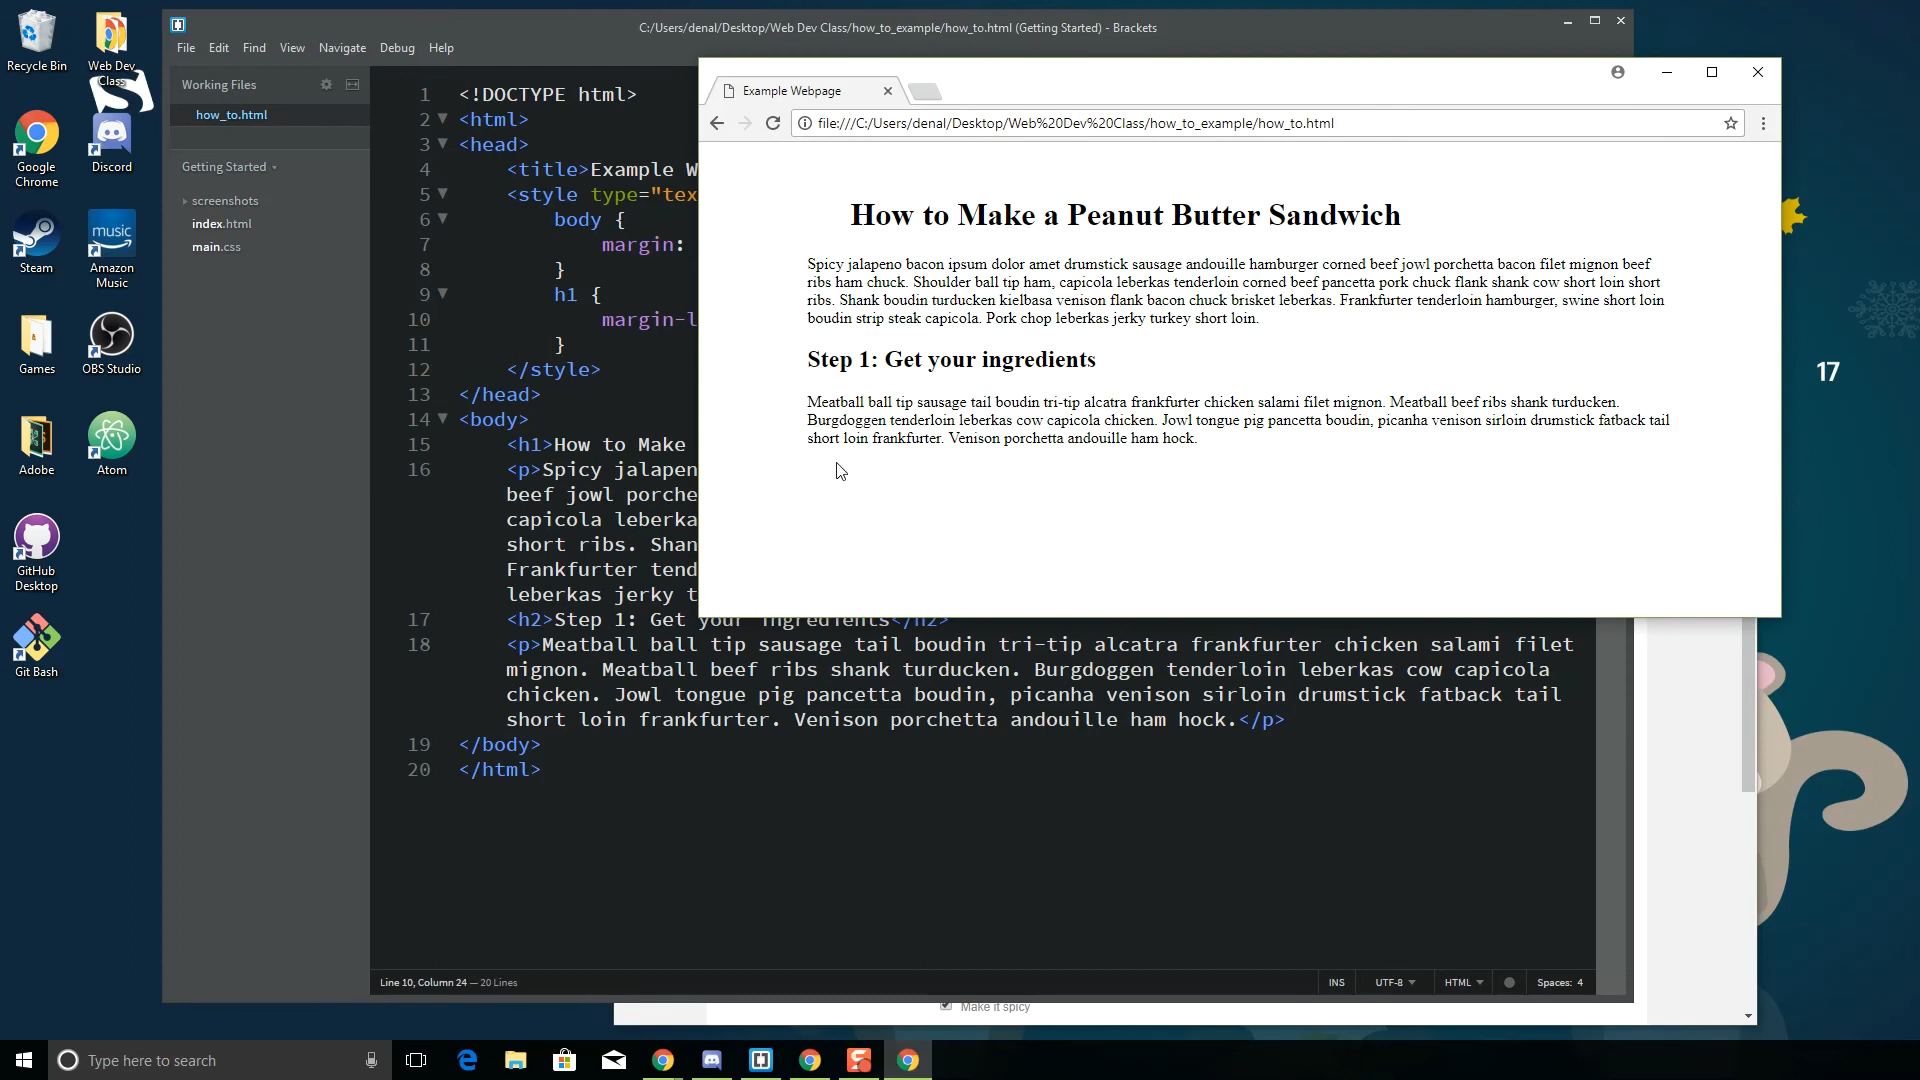 Recycle Bin
Web Dev
Class
Google
Chrome
Discord
Steam
Amazon
Music
Games
OBS Studio
Adobe
Atom
GitHub
Desktop
Git Bash
C:/Users/denal/Desktop/Web Dev Class/how_to_example/how_to.html (Getting Started) - Brackets
File Edit Find View Navigate Debug Help
Working Files
how_to.html
Getting Started
screenshots
index.html
main.css
1 <!DOCTYPE html>
2 <html>
3 <head>
4 <title>Example W
5 <style type="tex
6 body {
7 margin:
8 }
9 h1 {
10 margin-l
11 }
12 </style>
13 </head>
14 <body>
15 <h1>How to Make
16 <p>Spicy jalapen
beef jowl porche
capicola leberka
short ribs. Shan
Frankfurter tend
leberkas jerky t
17 <h2>Step 1: Get your ingredients</h2>
18 <p>Meatball ball tip sausage tail boudin tri-tip alcatra frankfurter chicken salami filet
mignon. Meatball beef ribs shank turducken. Burgdoggen tenderloin leberkas cow capicola
chicken. Jowl tongue pig pancetta boudin, picanha venison sirloin drumstick fatback tail
short loin frankfurter. Venison porchetta andouille ham hock.</p>
19 </body>
20 </html>
Line 10, Column 24 — 20 Lines
INS UTF-8 HTML Spaces: 4
Example Webpage
file:///C:/Users/denal/Desktop/Web%20Dev%20Class/how_to_example/how_to.html
How to Make a Peanut Butter Sandwich
Spicy jalapeno bacon ipsum dolor amet drumstick sausage andouille hamburger corned beef jowl porchetta bacon filet mignon beef
ribs ham chuck. Shoulder ball tip ham, capicola leberkas tenderloin corned beef pancetta pork chuck flank shank cow short loin short
ribs. Shank boudin turducken kielbasa venison flank bacon chuck brisket leberkas. Frankfurter tenderloin hamburger, swine short loin
boudin strip steak capicola. Pork chop leberkas jerky turkey short loin.
Step 1: Get your ingredients
Meatball ball tip sausage tail boudin tri-tip alcatra frankfurter chicken salami filet mignon. Meatball beef ribs shank turducken.
Burgdoggen tenderloin leberkas cow capicola chicken. Jowl tongue pig pancetta boudin, picanha venison sirloin drumstick fatback tail
short loin frankfurter. Venison porchetta andouille ham hock.
17
Make it spicy
Type here to search